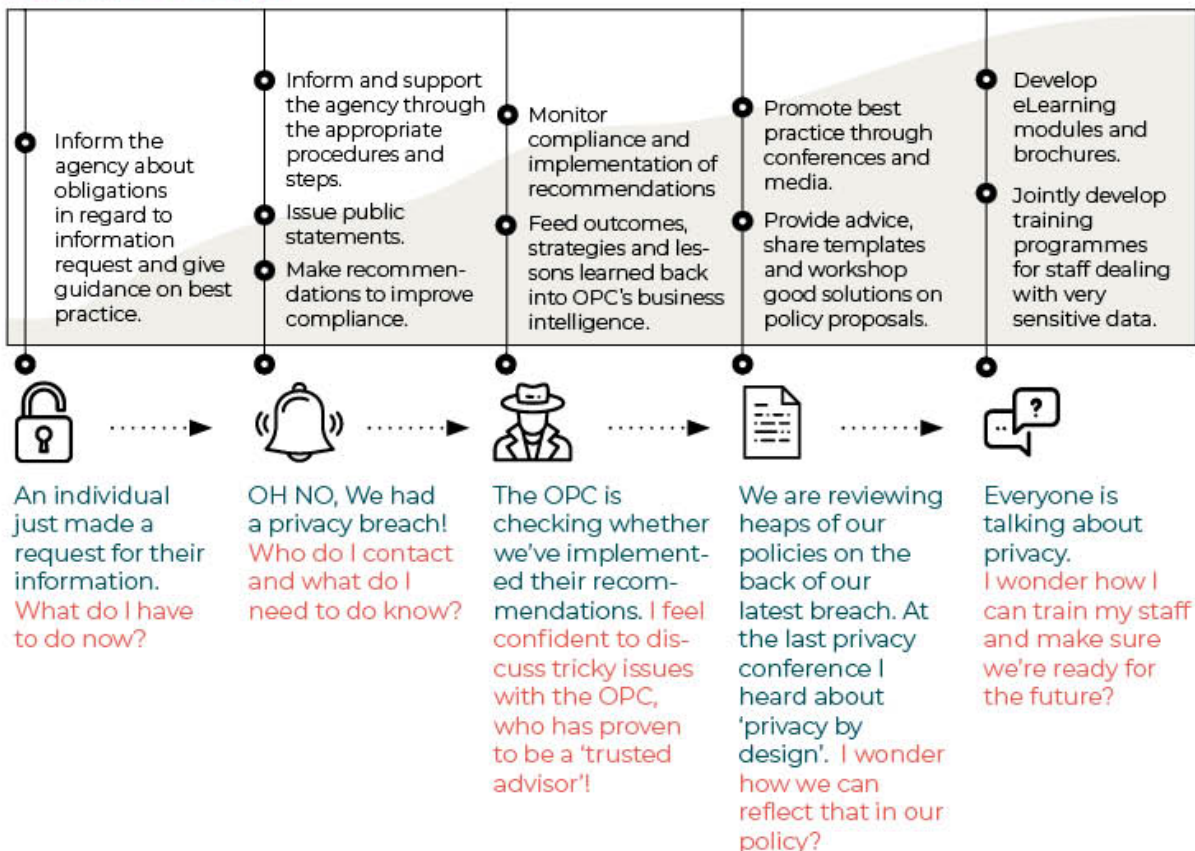 Inform the
agency about
obligations
in regard to
information
request and give
guidance on best
practice.
Inform and support
the agency through
the appropriate
procedures and
steps.
Issue public
statements.
Make recommen-
dations to improve
compliance.
Monitor
compliance and
implementation of
recommendations
Feed outcomes,
strategies and les-
sons learned back
into OPC's business
intelligence.
Promote best
practice through
conferences and
media.
Provide advice,
share templates
and workshop
good solutions on
policy proposals.
Develop
eLearning
modules and
brochures.
Jointly develop
training
programmes
for staff dealing
with very
sensitive data.
?
An individual
just made a
request for their
information.
What do I have
to do now?
OH NO, We had
a privacy breach!
Who do I contact
and what do I
need to do know?
The OPC is
checking whether
we've implement-
ed their recom-
mendations. I feel
confident to dis-
cuss tricky issues
with the OPC,
who has proven
to be a 'trusted
advisor'!
We are reviewing
heaps of our
policies on the
back of our
latest breach. At
the last privacy
conference I
heard about
'privacy by
design'. I wonder
how we can
reflect that in our
policy?
Everyone is
talking about
privacy.
I wonder how I
can train my staff
and make sure
we're ready for
the future?